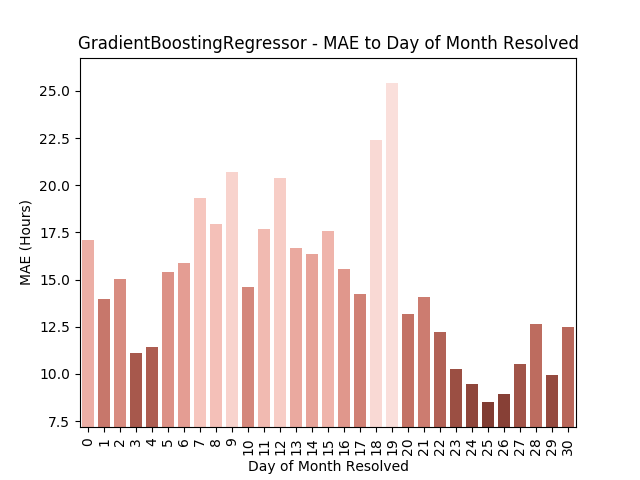 GradientBoostingRegressor - MAE to Day of Month Resolved
25.0
22.5
20.0
17.5
15.0
12.5
10.0
7.5
MAE (Hours)
0 1 2 3 4 5 6 7 8 9 10 11 12 13 14 15 16 17 18 19 20 21 22 23 24 25 26 27 28 29 30
Day of Month Resolved